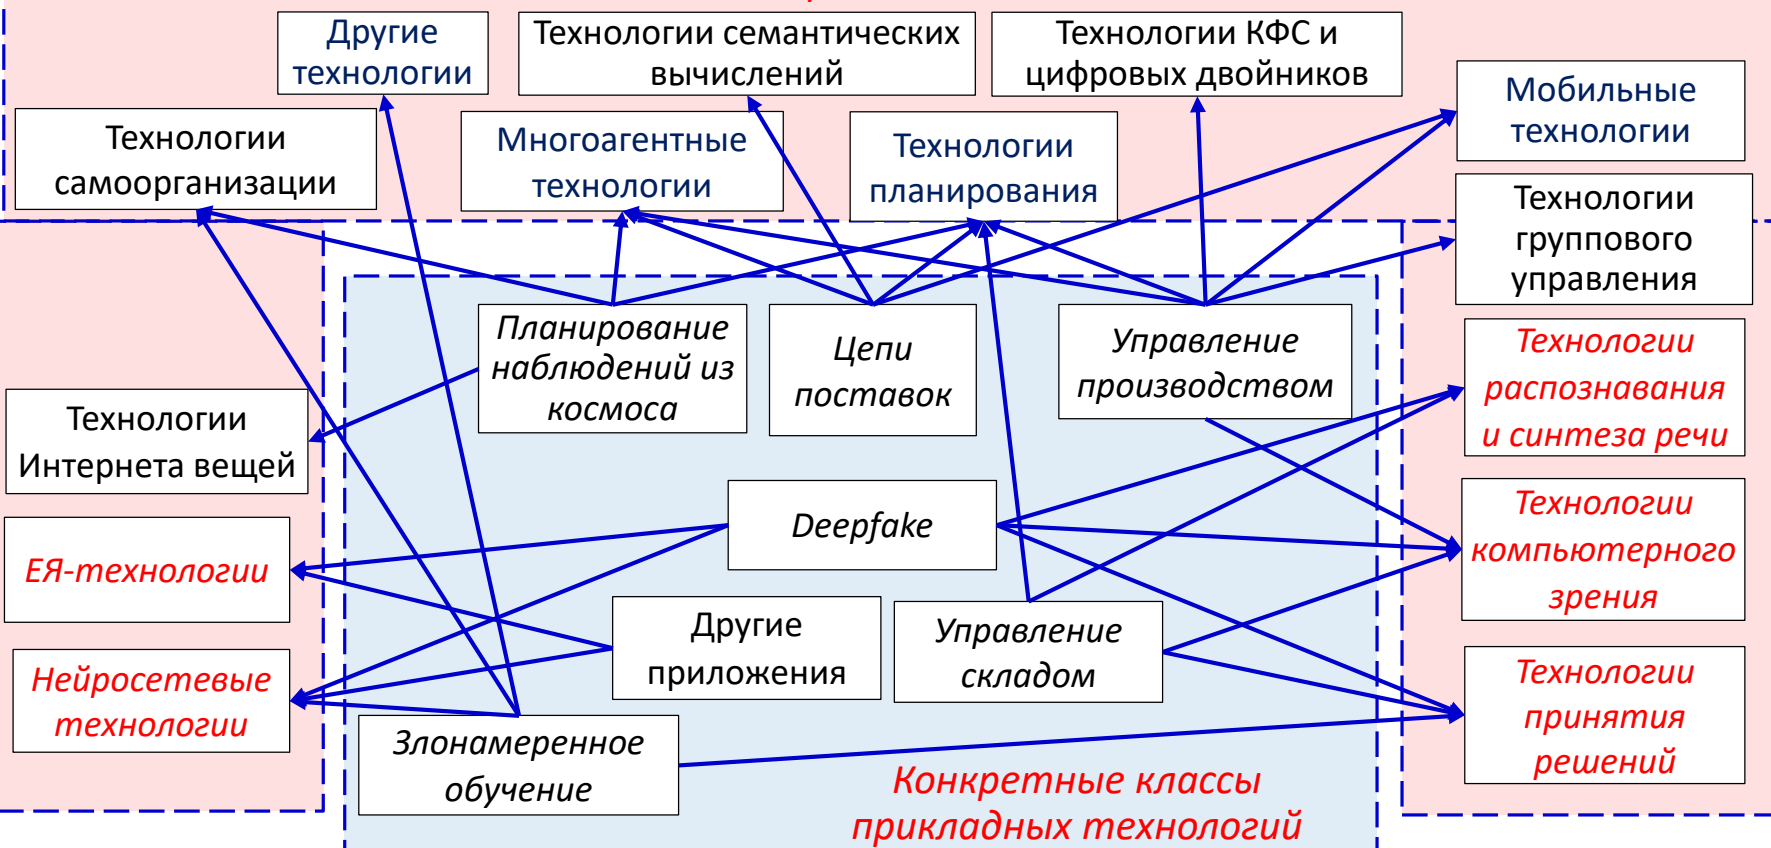 Другие
технологии
Технологии семантических
вычислений
Технологии КФС и
цифровых двойников
Мобильные
технологии
Технологии
самоорганизации
Многоагентные
технологии
Технологии
планирования
Технологии
группового
управления
Планирование
наблюдений из
космоса
Цепи
поставок
Управление
производством
Технологии
распознавания
и синтеза речи
Технологии
Интернета вещей
Deepfake
Технологии
компьютерного
зрения
ЕЯ-технологии
Другие
приложения
Управление
складом
Нейросетевые
технологии
Технологии
принятия
решений
Злонамеренное
обучение
Конкретные классы
прикладных технологий